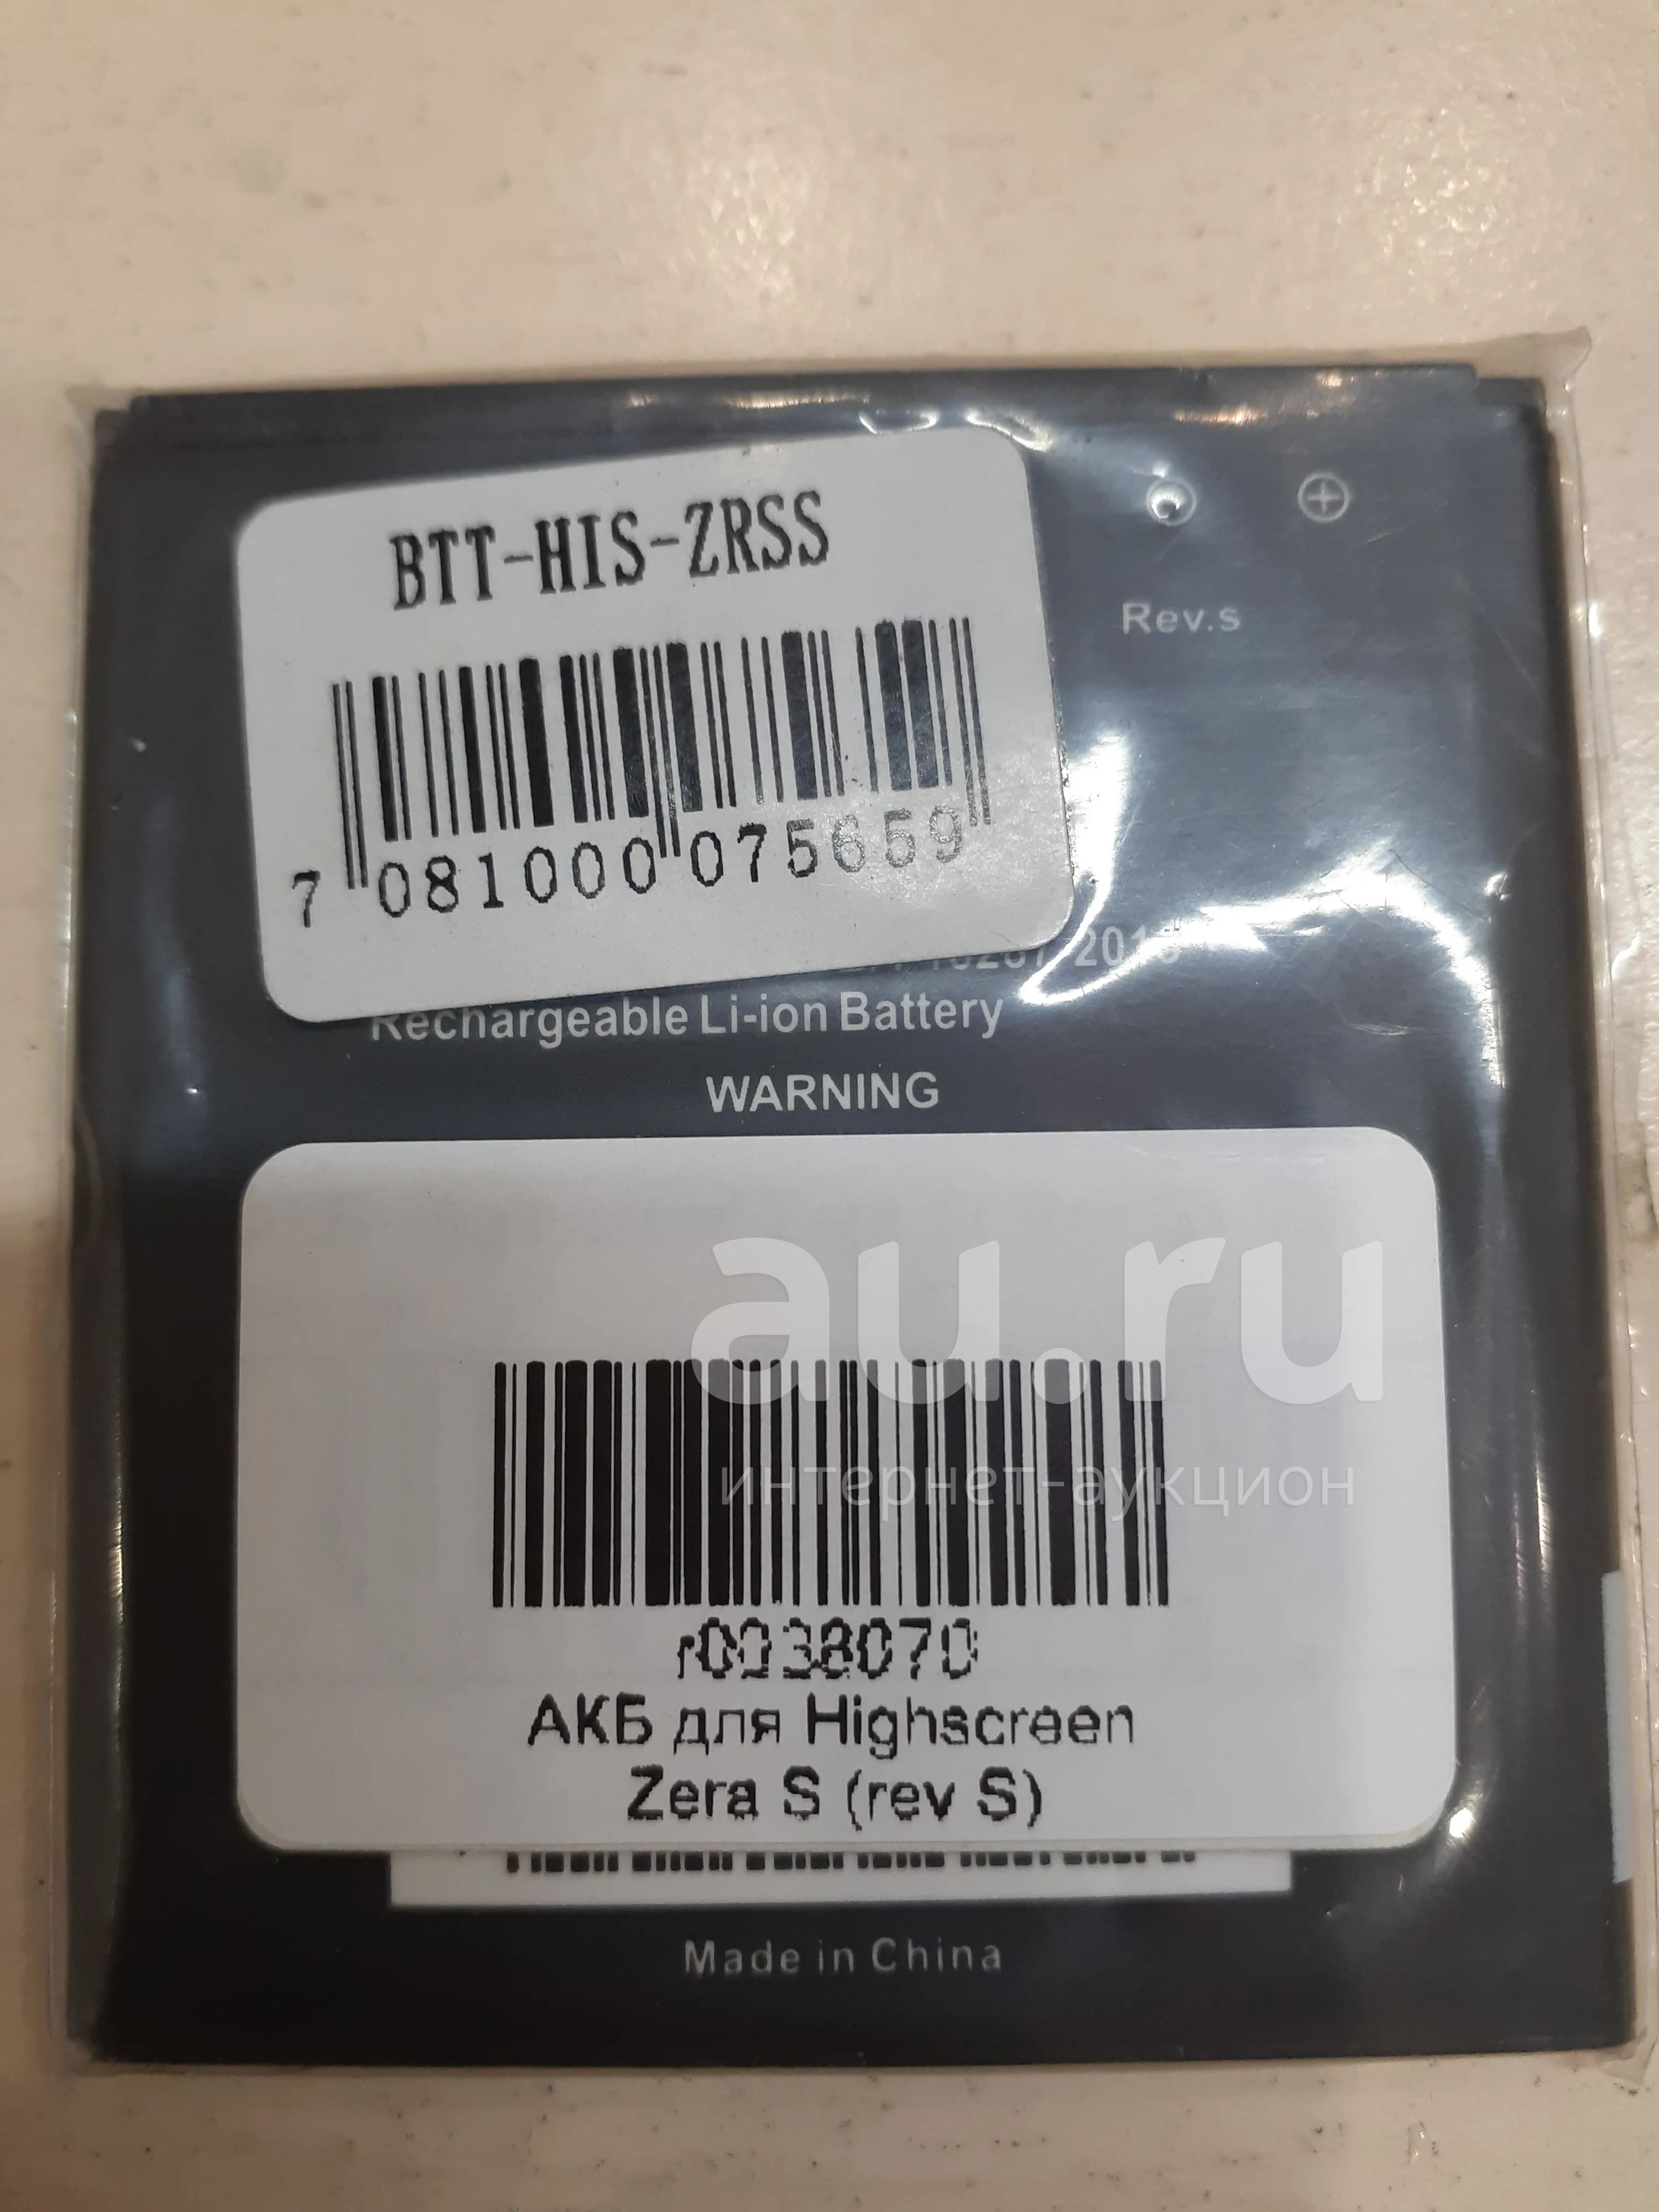 BTT-HIS-ZRSS
Rev.s
7 081000 075659
Rechargeable Li-ion Battery
WARNING
au.ru
интернет-аукцион
r0038070
АКБ для Highscreen
Zera S (rev S)
Made in China